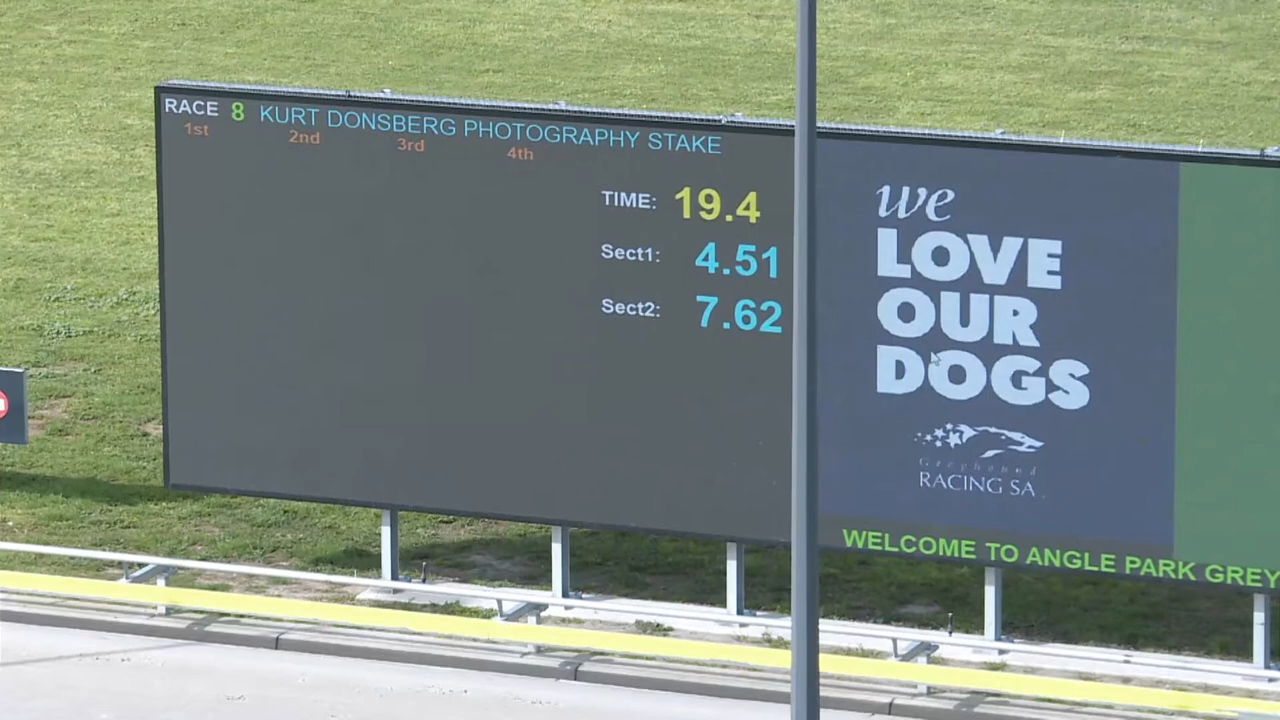 RACE 8 KURT DONSBERG PHOTOGRAPHY STAKE
1st 2nd 3rd 4th
TIME: 19.4
Sect1: 4.51
Sect2: 7.62
we
LOVE
OUR
DOGS
Greyhound
RACING SA
WELCOME TO ANGLE PARK GREY